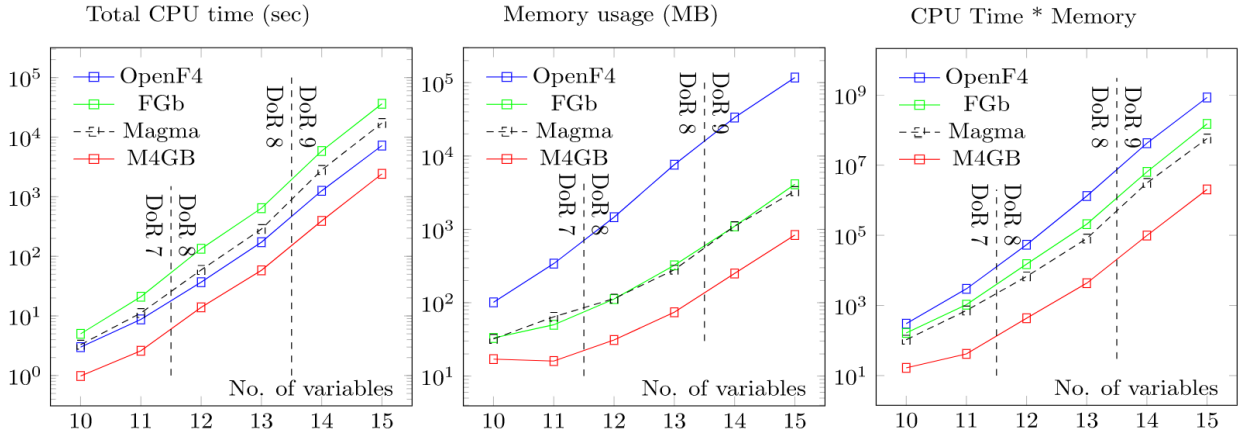 Total CPU time (sec)
10^5
10^4
10^3
10^2
10^1
10^0
OpenF4
FGb
Magma
M4GB
DoR 7
DoR 8
DoR 8
DoR 9
No. of variables
10 11 12 13 14 15
Memory usage (MB)
10^5
10^4
10^3
10^2
10^1
OpenF4
FGb
Magma
M4GB
DoR 7
DoR 8
DoR 8
DoR 9
No. of variables
10 11 12 13 14 15
CPU Time * Memory
10^9
10^7
10^5
10^3
10^1
OpenF4
FGb
Magma
M4GB
DoR 7
DoR 8
DoR 8
DoR 9
No. of variables
10 11 12 13 14 15